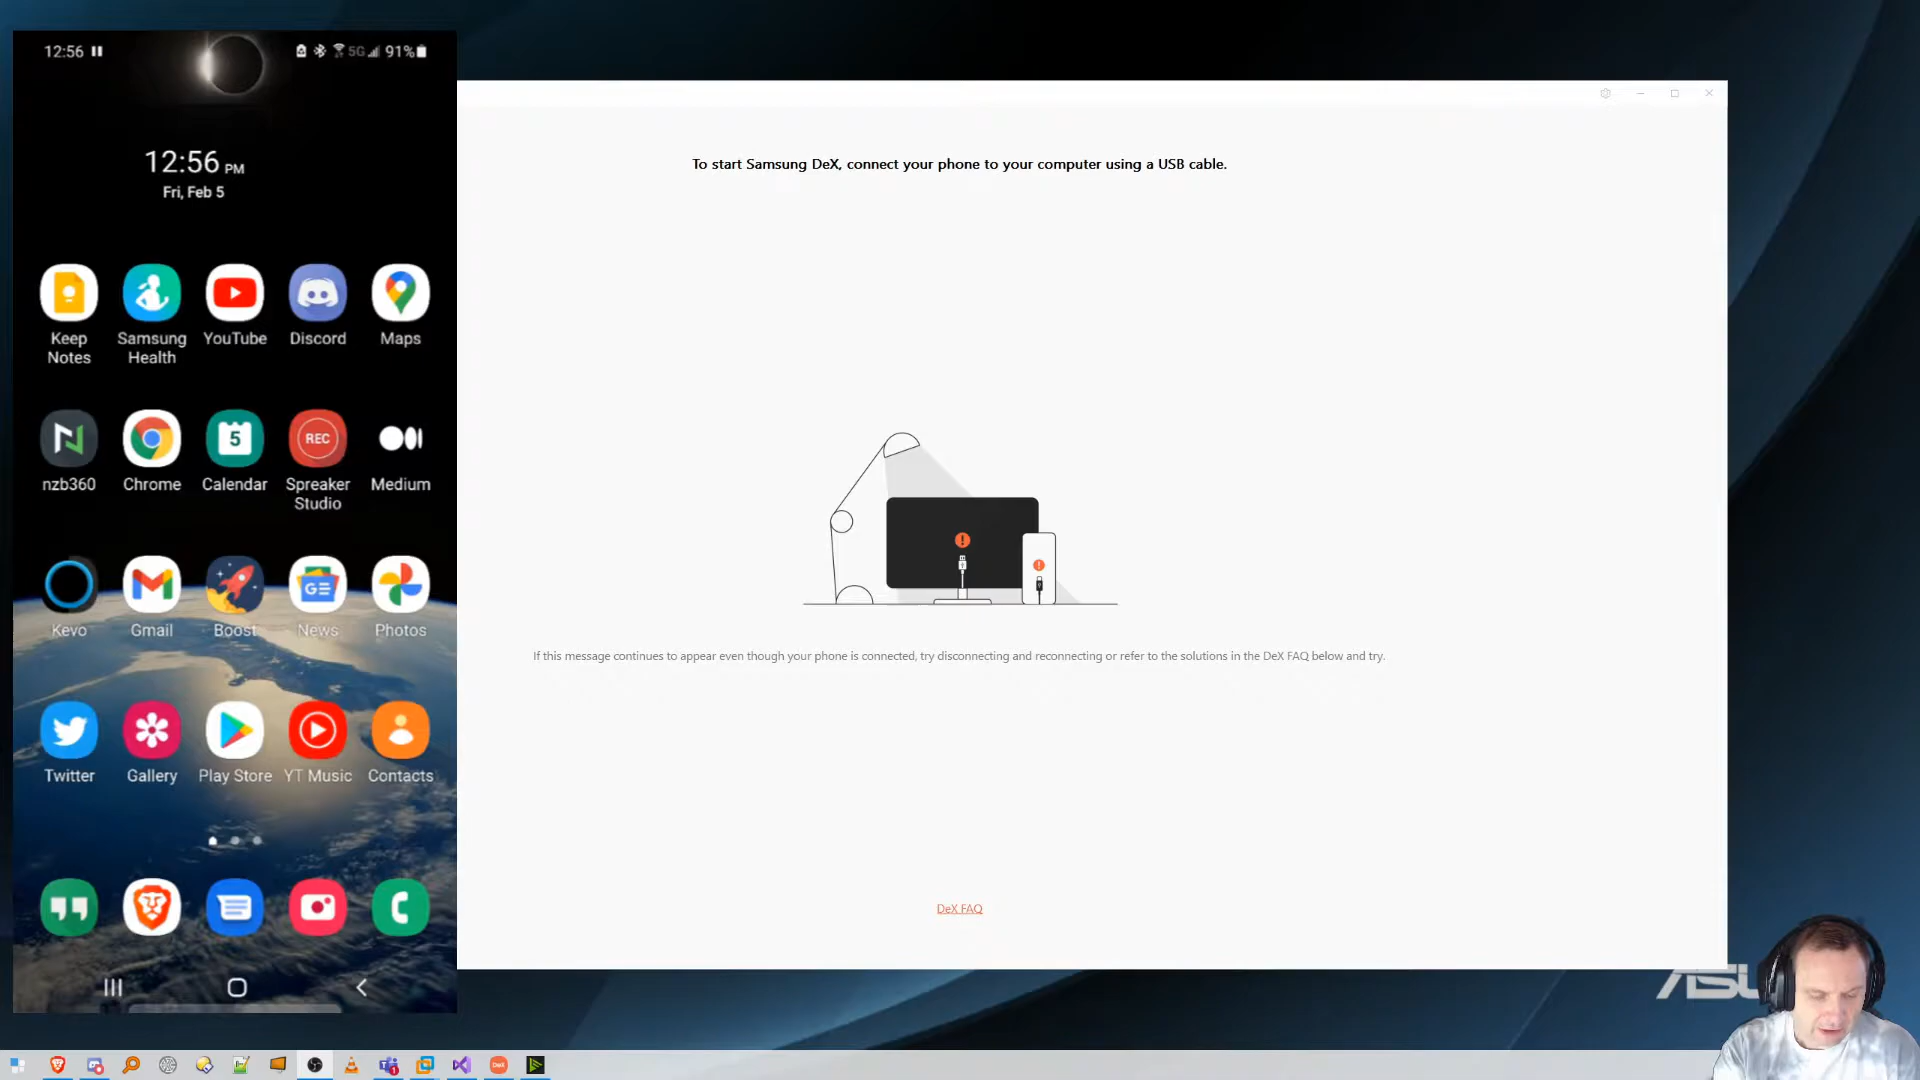 12:56
5G
91%
12:56 PM
Fri, Feb 5
Keep
Notes
Samsung
Health
YouTube
Discord
Maps
5
REC
nzb360
Chrome
Calendar
Spreaker
Studio
Medium
GE
Kevo
Gmail
Boost
News
Photos
Twitter
Gallery
Play Store
YT Music
Contacts
To start Samsung DeX, connect your phone to your computer using a USB cable.
!
!
If this message continues to appear even though your phone is connected, try disconnecting and reconnecting or refer to the solutions in the DeX FAQ below and try.
DeX FAQ
DeX